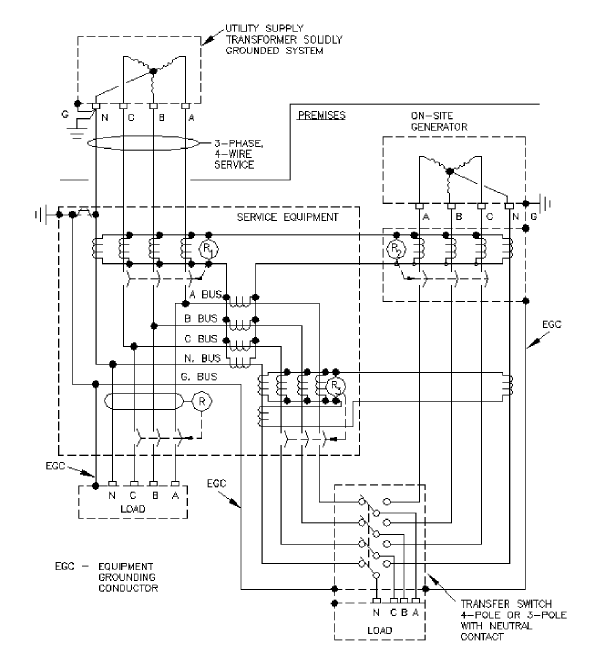 UTILITY SUPPLY
TRANSFORMER SOLIDLY
GROUNDED SYSTEM
G
N
C
B
A
PREMISES
ON-SITE
GENERATOR
3-PHASE,
4-WIRE
SERVICE
A
B
C
N
G
SERVICE EQUIPMENT
R1
R2
A BUS
B BUS
C BUS
N. BUS
G. BUS
EGC
R3
R
EGC
N C B A
LOAD
EGC
EGC - EQUIPMENT
GROUNDING
CONDUCTOR
N C B A
LOAD
TRANSFER SWITCH
4-POLE OR 3-POLE
WITH NEUTRAL
CONTACT